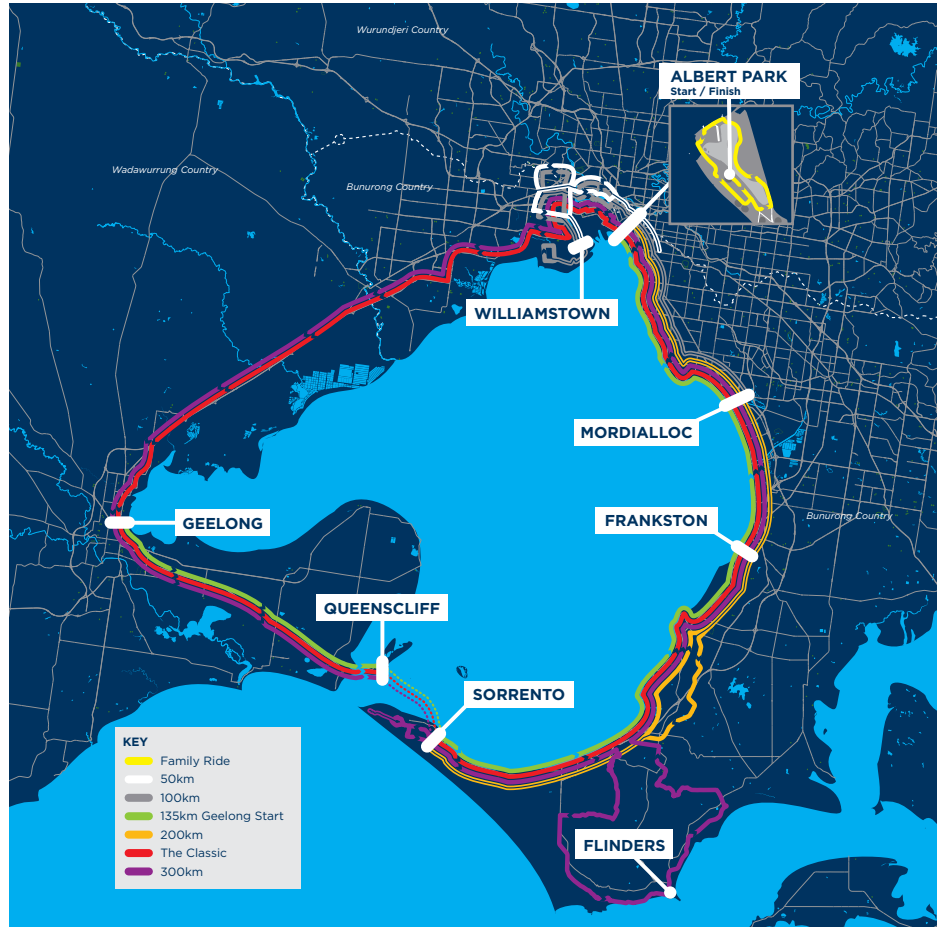 Wurundjeri Country
ALBERT PARK
Start / Finish
Wadawurrung Country
Bunurong Country
WILLIAMSTOWN
MORDIALLOC
GEELONG
FRANKSTON
Bunurong Country
QUEENSCLIFF
SORRENTO
KEY
Family Ride
50km
100km
135km Geelong Start
200km
The Classic
300km
FLINDERS